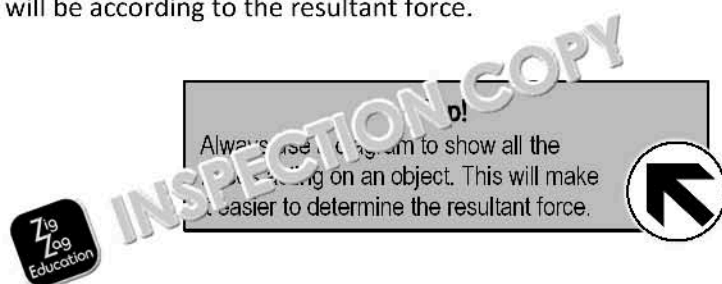 will be according to the resultant force.
INSPECTION COPY
to show all the
on an object. This will make
easier to determine the resultant force.
Zig
Zag
Education